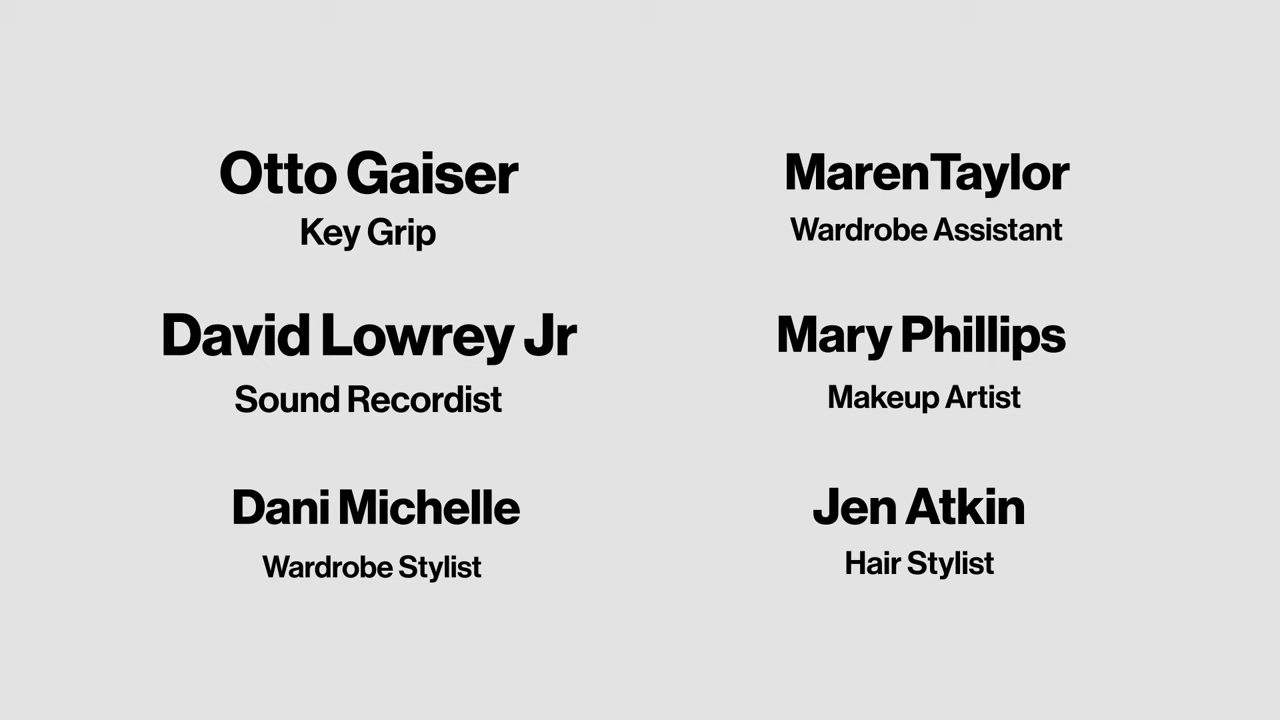 Otto Gaiser
Key Grip
David Lowrey Jr
Sound Recordist
Dani Michelle
Wardrobe Stylist
MarenTaylor
Wardrobe Assistant
Mary Phillips
Makeup Artist
Jen Atkin
Hair Stylist